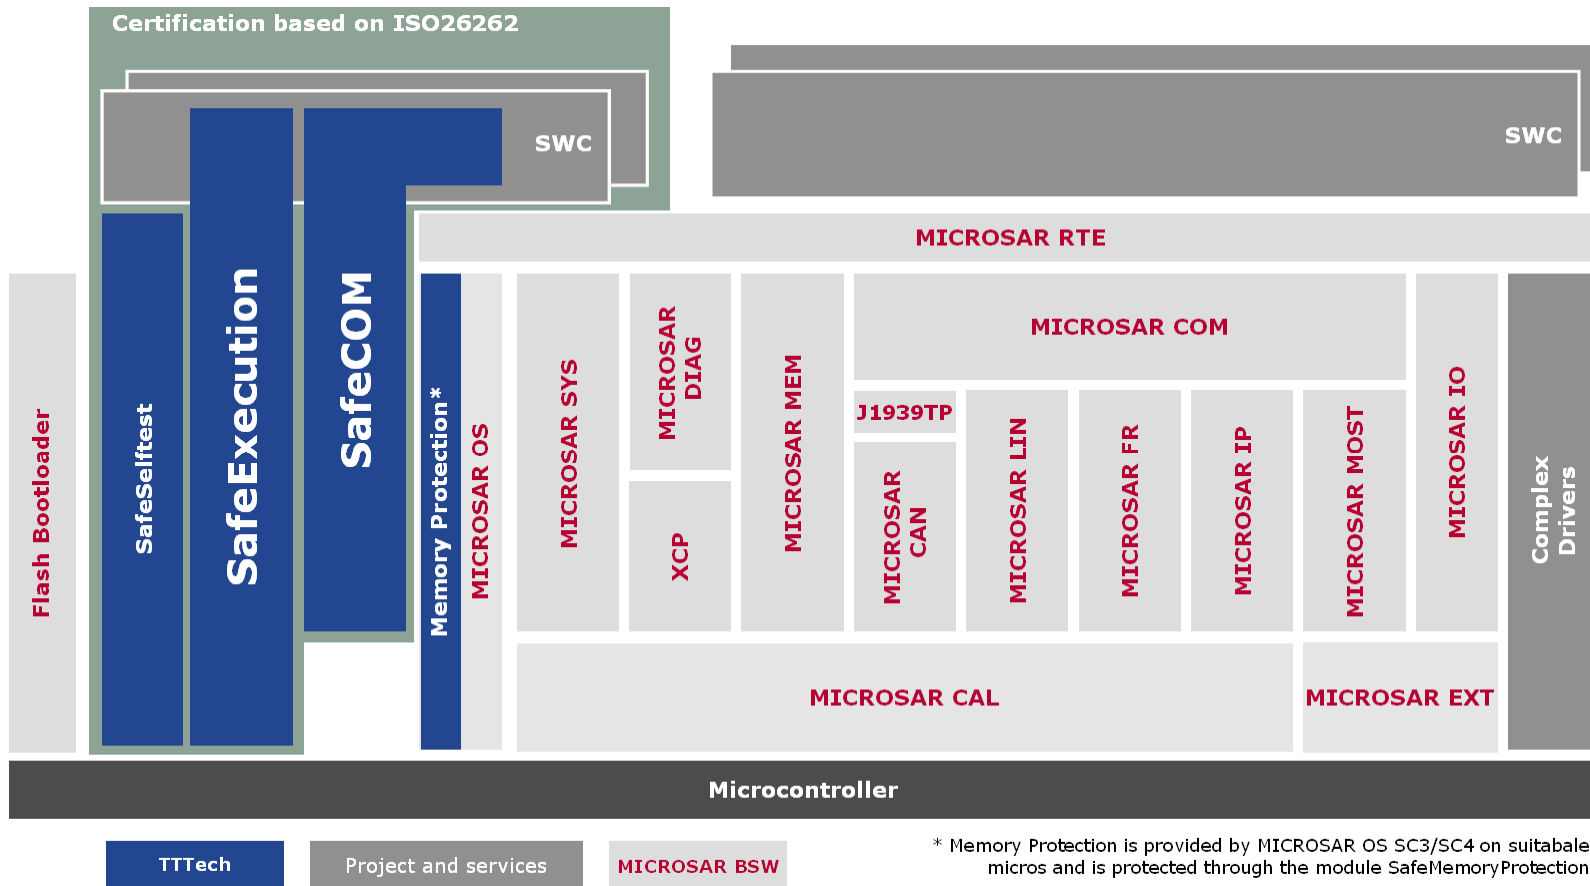 Certification based on ISO26262
SWC
SWC
MICROSAR RTE
Flash Bootloader
SafeSelftest
SafeExecution
SafeCOM
Memory Protection*
MICROSAR OS
MICROSAR SYS
MICROSAR
DIAG
XCP
MICROSAR MEM
MICROSAR COM
J1939TP
MICROSAR
CAN
MICROSAR LIN
MICROSAR FR
MICROSAR IP
MICROSAR MOST
MICROSAR IO
Complex
Drivers
MICROSAR CAL
MICROSAR EXT
Microcontroller
TTTech
Project and services
MICROSAR BSW
* Memory Protection is provided by MICROSAR OS SC3/SC4 on suitabale
micros and is protected through the module SafeMemoryProtection